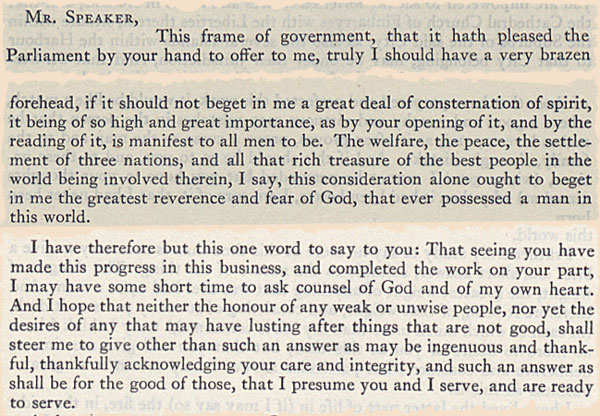 MR. SPEAKER,
This frame of government, that it hath pleased the
Parliament by your hand to offer to me, truly I should have a very brazen
forehead, if it should not beget in me a great deal of consternation of spirit,
it being of so high and great importance, as by your opening of it, and by the
reading of it, is manifest to all men to be. The welfare, the peace, the settle-
ment of three nations, and all that rich treasure of the best people in the
world being involved therein, I say, this consideration alone ought to beget
in me the greatest reverence and fear of God, that ever possessed a man in
this world.
I have therefore but this one word to say to you: That seeing you have
made this progress in this business, and completed the work on your part,
I may have some short time to ask counsel of God and of my own heart.
And I hope that neither the honour of any weak or unwise people, nor yet the
desires of any that may have lusting after things that are not good, shall
steer me to give other than such an answer as may be ingenuous and thank-
ful, thankfully acknowledging your care and integrity, and such an answer as
shall be for the good of those, that I presume you and I serve, and are ready
to serve.